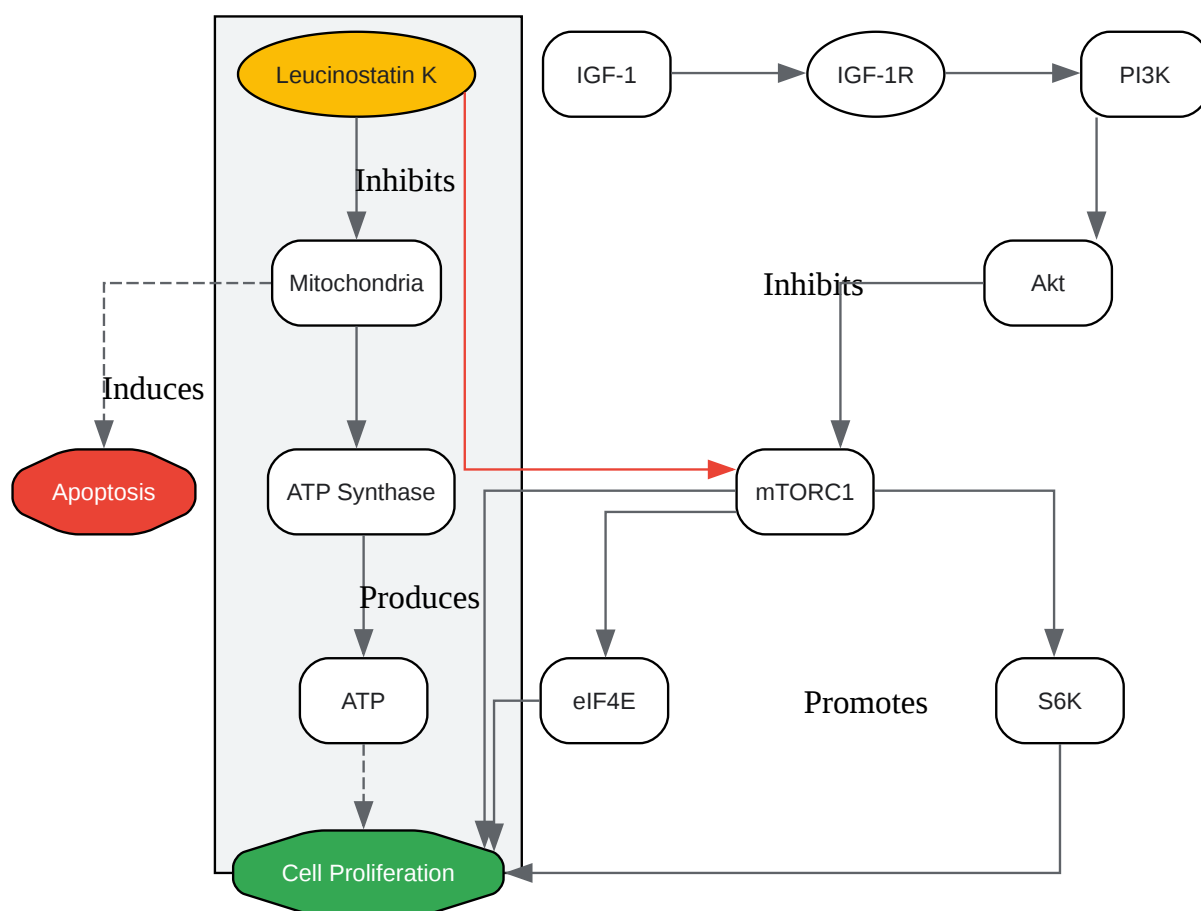 Leucinostatin K
IGF-1
IGF-1R
PI3K
Inhibits
Mitochondria
Inhibits
Akt
Induces
Apoptosis
ATP Synthase
mTORC1
Produces
ATP
eIF4E
Promotes
S6K
Cell Proliferation